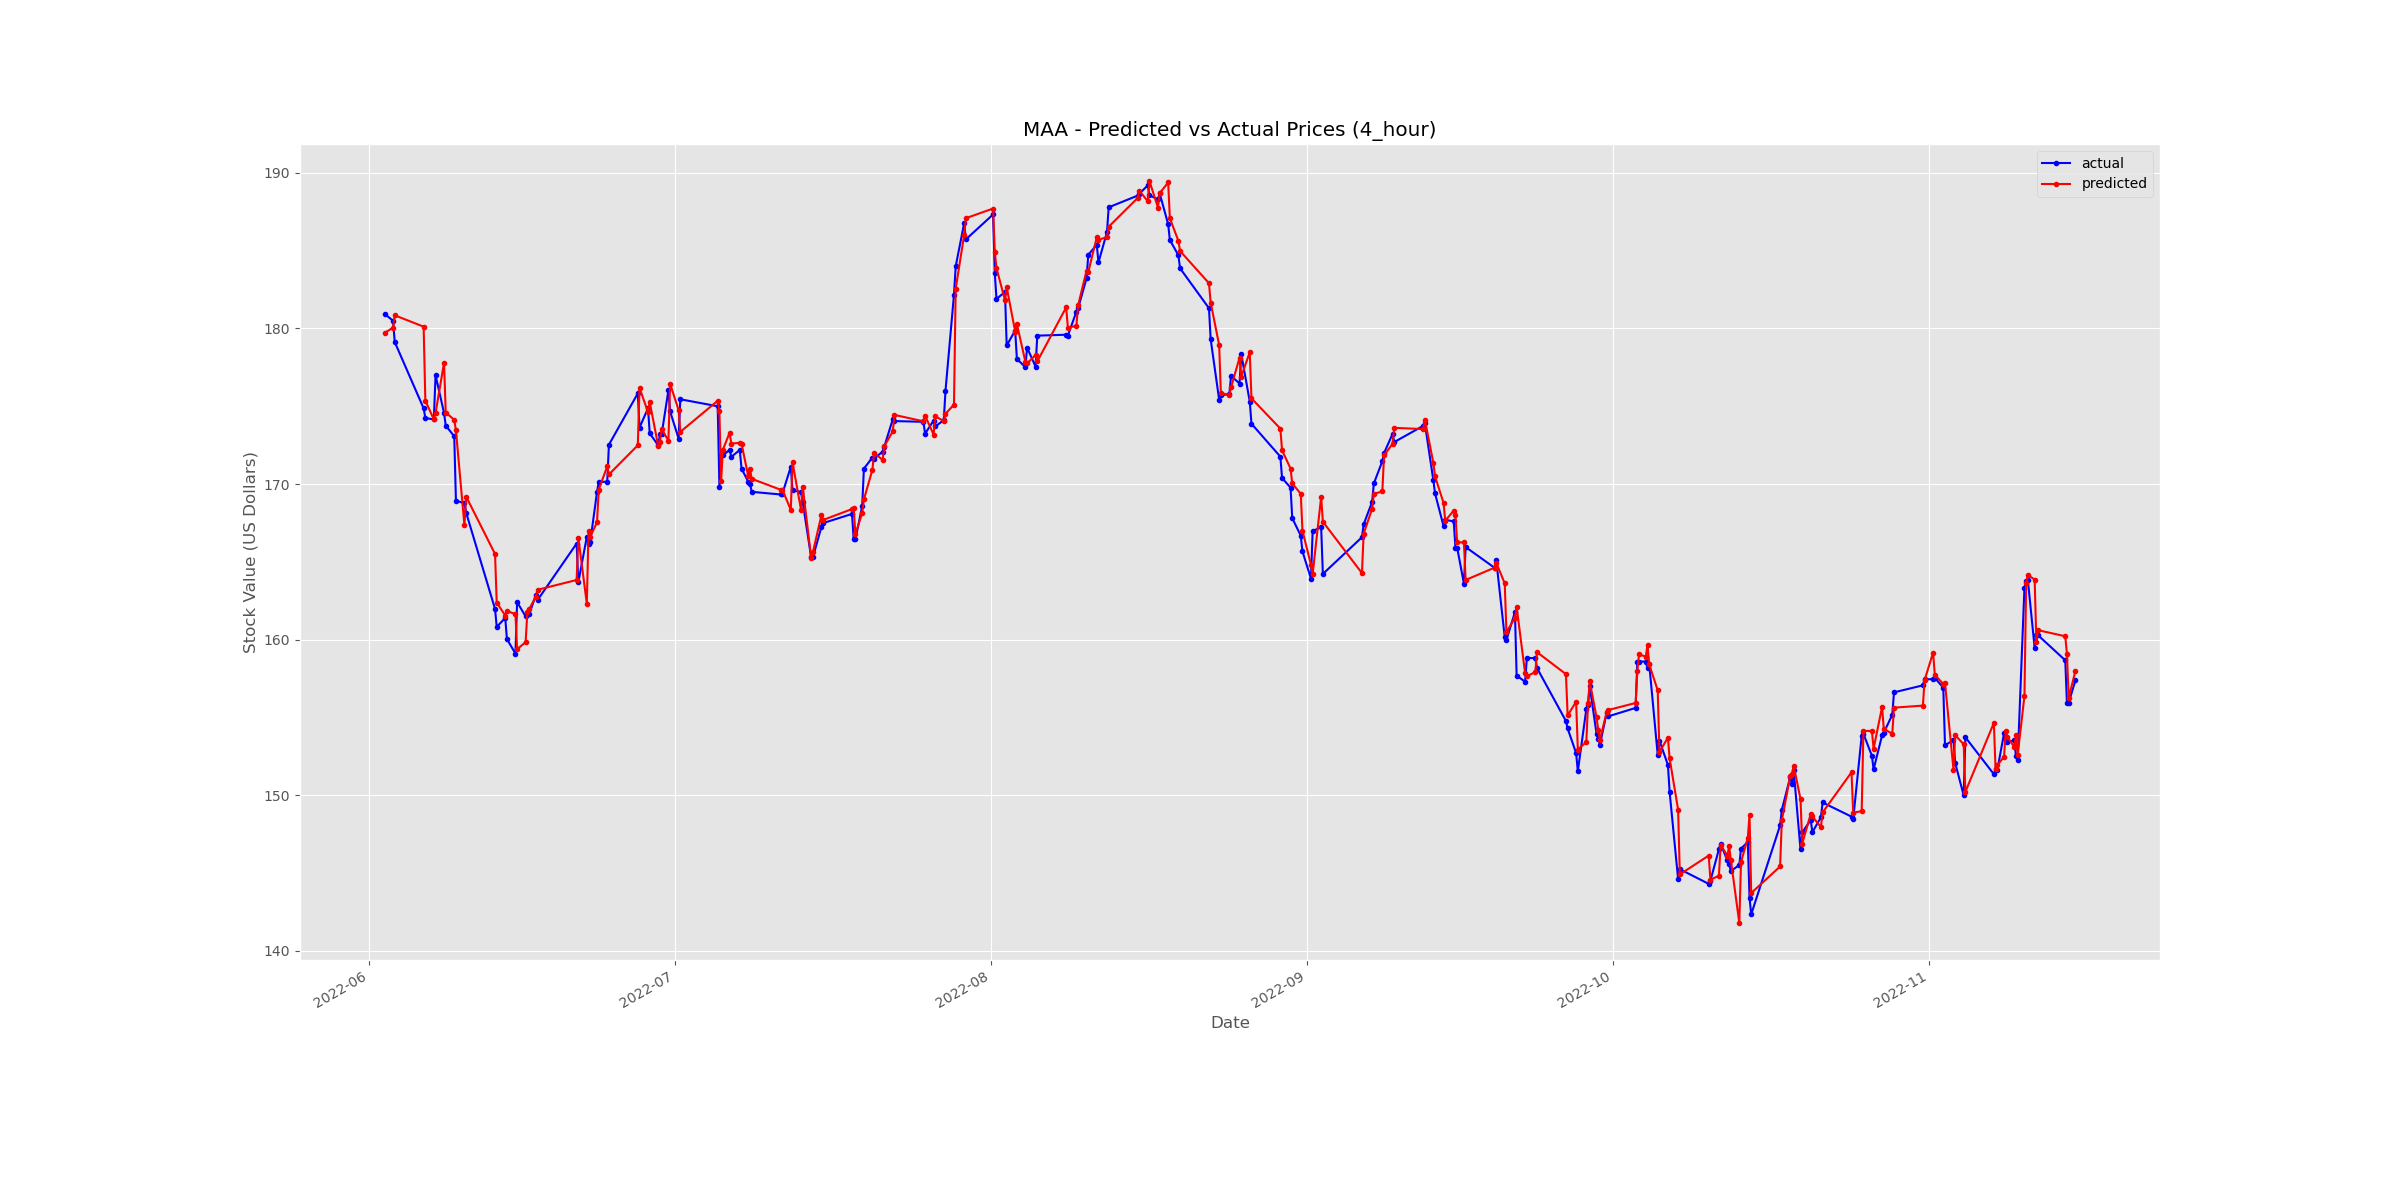 MAA - Predicted vs Actual Prices (4_hour)
actual
predicted
190
180
170
160
150
140
Stock Value (US Dollars)
2022-06
2022-07
2022-08
2022-09
2022-10
2022-11
Date